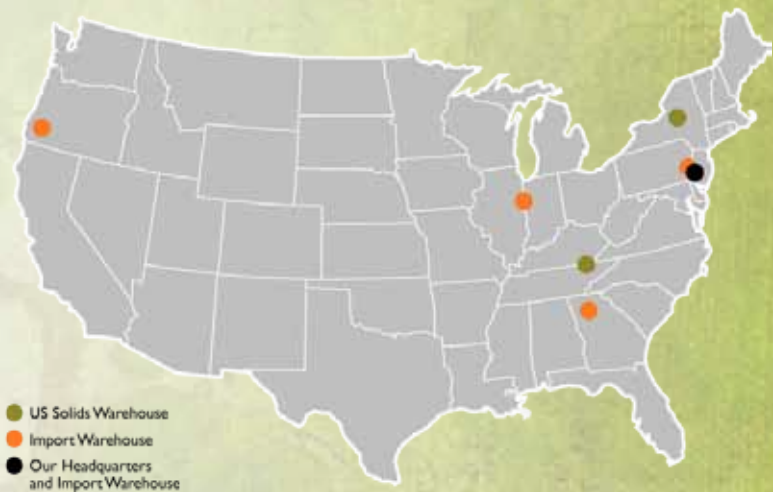 US Solids Warehouse
Import Warehouse
Our Headquarters
and Import Warehouse